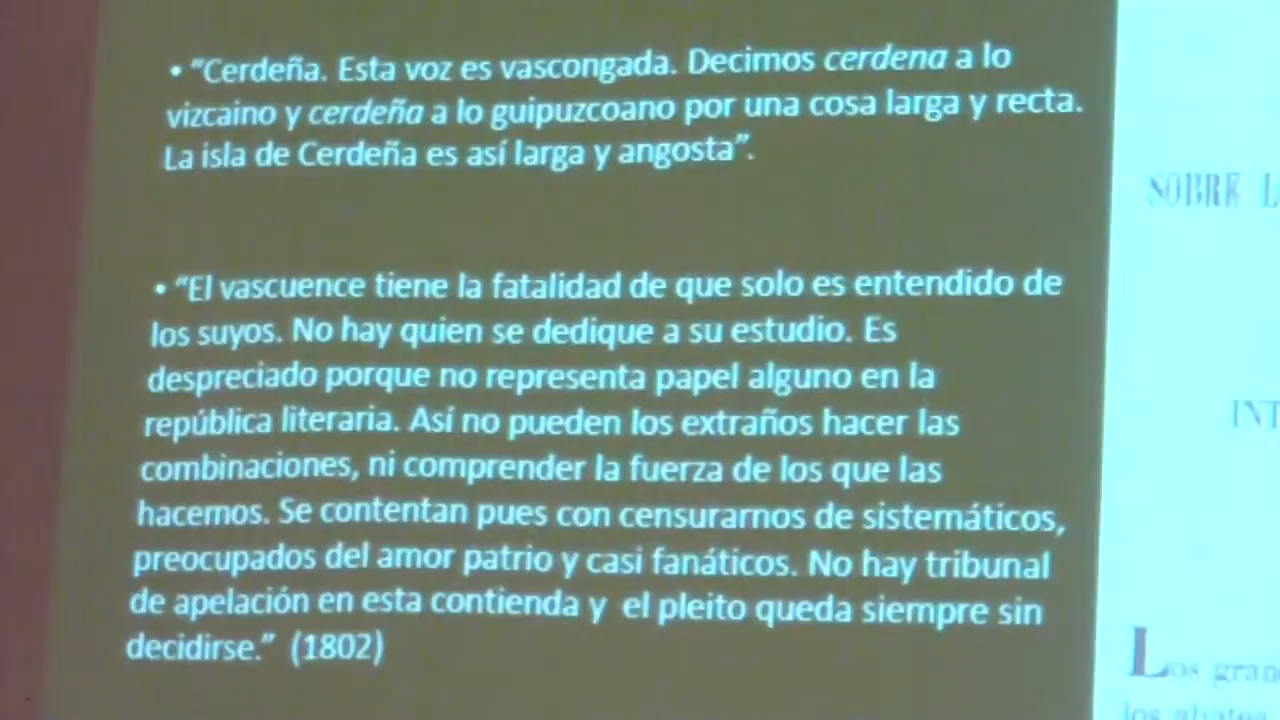 • "Cerdeña. Esta voz es vascongada. Decimos cerdena a lo
vizcaino y cerdeña a lo guipuzcoano por una cosa larga y recta.
La isla de Cerdeña es así larga y angosta".
• "El vascuence tiene la fatalidad de que solo es entendido de
los suyos. No hay quien se dedique a su estudio. Es
despreciado porque no representa papel alguno en la
república literaria. Así no pueden los extraños hacer las
combinaciones, ni comprender la fuerza de los que las
hacemos. Se contentan pues con censurarnos de sistemáticos,
preocupados del amor patrio y casi fanáticos. No hay tribunal
de apelación en esta contienda y el pleito queda siempre sin
decidirse." (1802)
SOBRE L
INT
Los gran
los